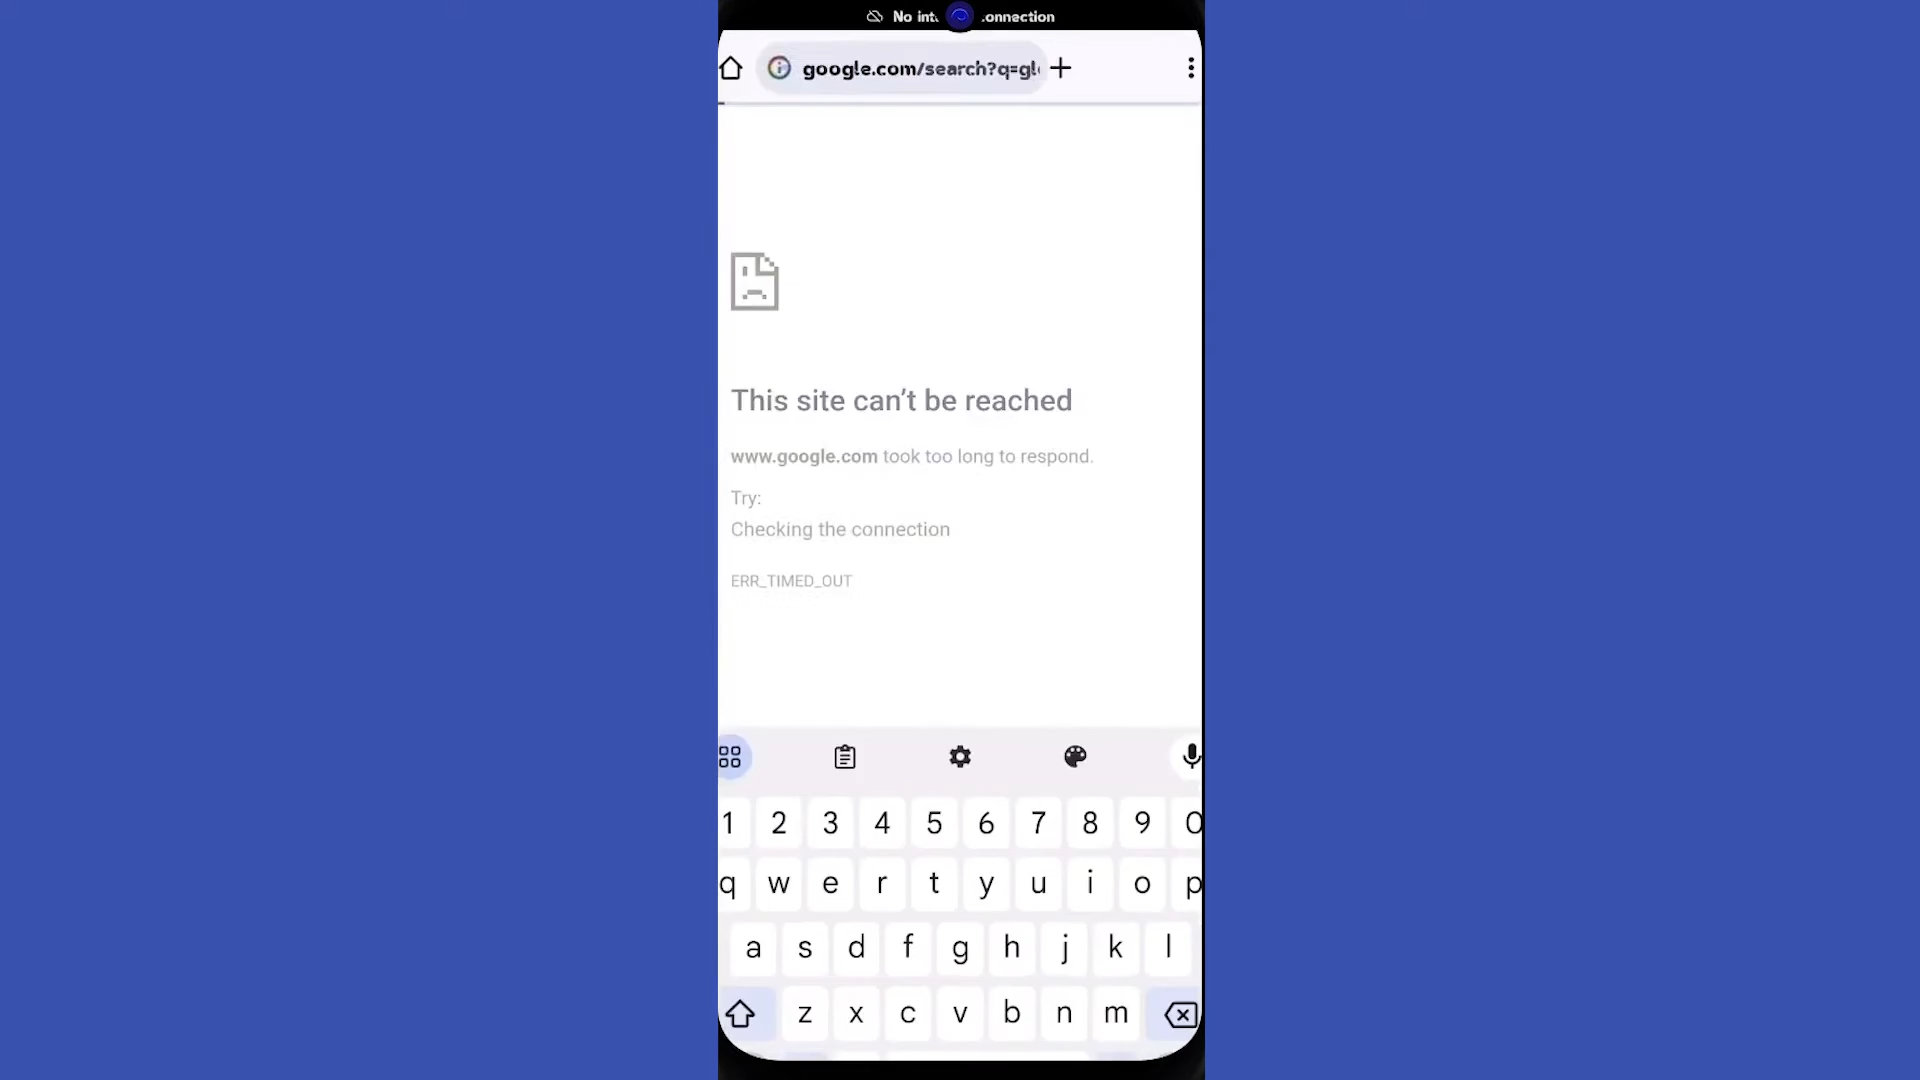 No int onnection
google.com/search?q=gl
This site can't be reached
www.google.com took too long to respond.
Try:
Checking the connection
ERR_TIMED_OUT
1 2 3 4 5 6 7 8 9 0
q w e r t y u i o p
a s d f g h j k l
z x c v b n m